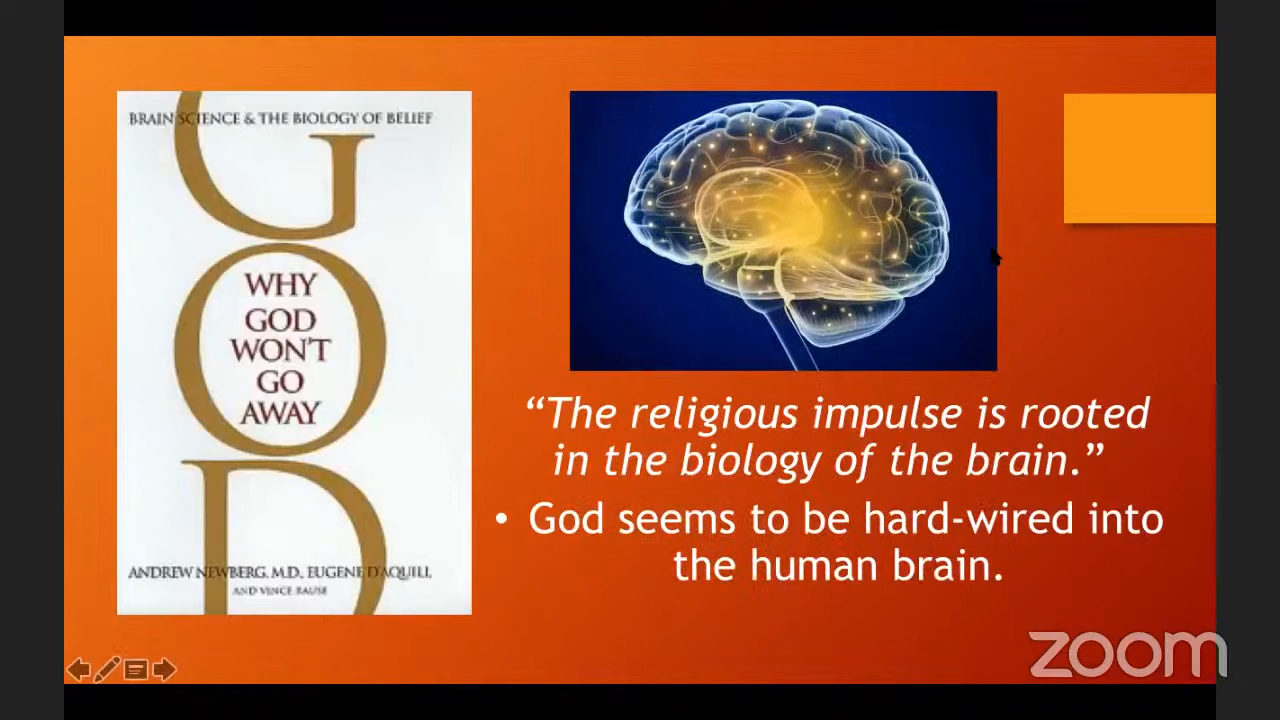 BRAIN SCIENCE & THE BIOLOGY OF BELIEF
GOD
WHY
GOD
WON'T
GO
AWAY
ANDREW NEWBERG, M.D., EUGENE D'AQUILI,
AND VINCE RAUSE
“The religious impulse is rooted
in the biology of the brain.”
• God seems to be hard-wired into
the human brain.
zoom